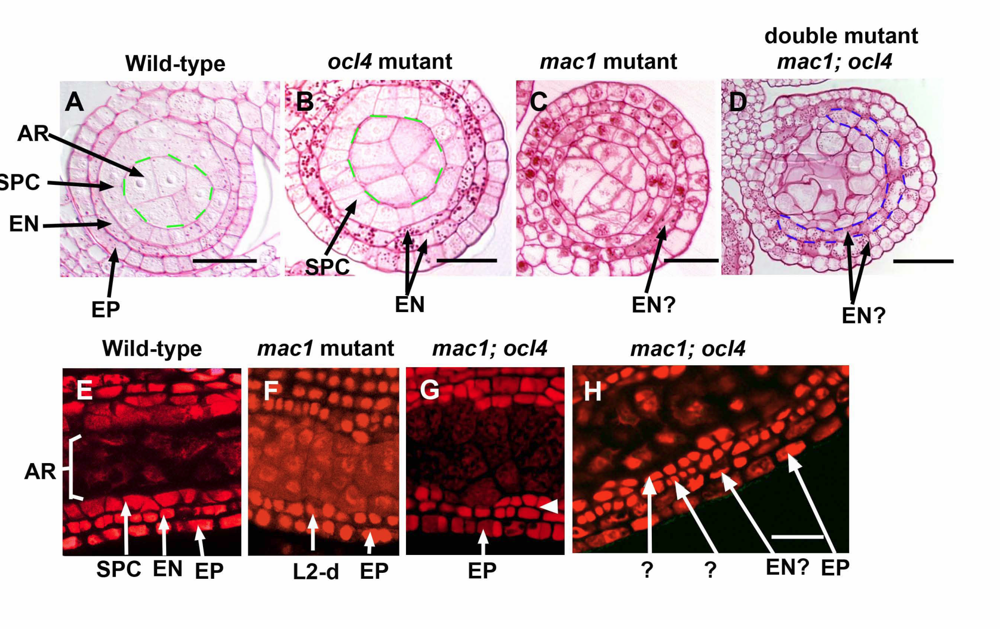 double mutant
Wild-type ocl4 mutant mac1 mutant mac1; ocl4
A B C D
AR
SPC
EN
SPC
EP EN EN? EN?
Wild-type mac1 mutant mac1; ocl4 mac1; ocl4
E F G H
AR
SPC EN EP L2-d EP EP ? ? EN? EP